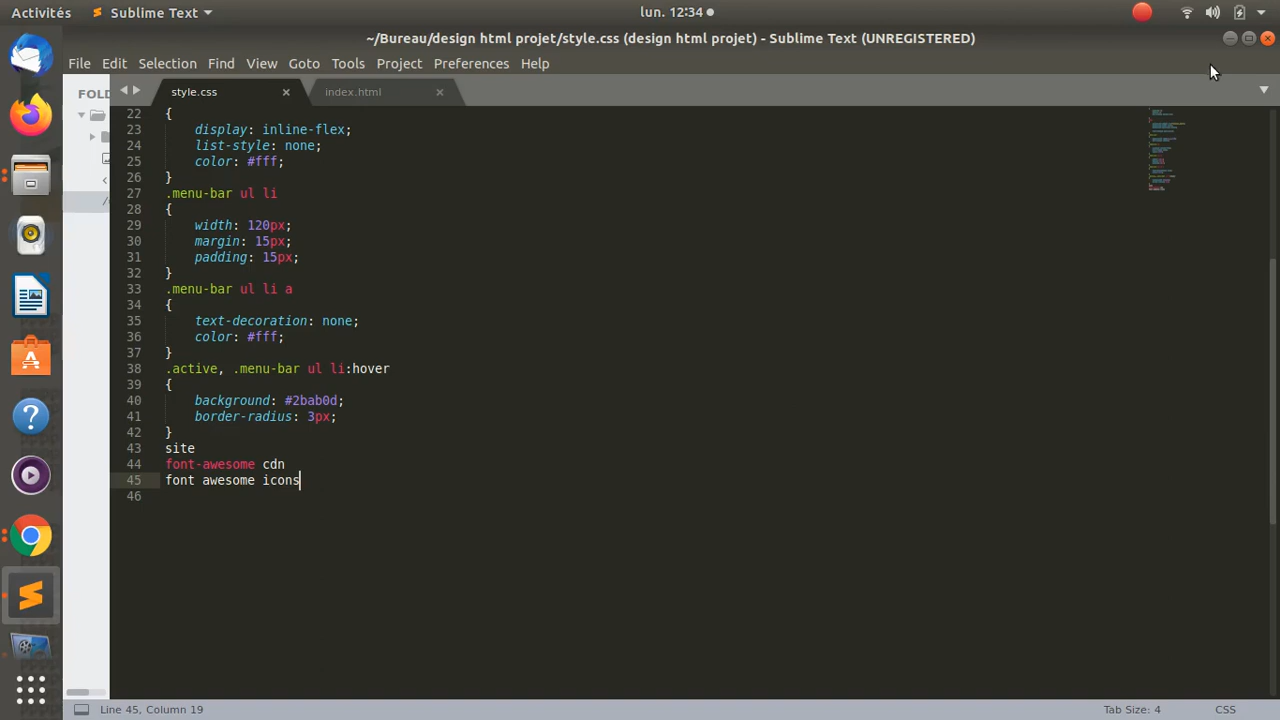 Activités
Sublime Text
lun. 12:34
~/Bureau/design html projet/style.css (design html projet) - Sublime Text (UNREGISTERED)
File Edit Selection Find View Goto Tools Project Preferences Help
FOLD
style.css
index.html
22 {
23 display: inline-flex;
24 list-style: none;
25 color: #fff;
26 }
27 .menu-bar ul li
28 {
29 width: 120px;
30 margin: 15px;
31 padding: 15px;
32 }
33 .menu-bar ul li a
34 {
35 text-decoration: none;
36 color: #fff;
37 }
38 .active, .menu-bar ul li:hover
39 {
40 background: #2bab0d;
41 border-radius: 3px;
42 }
43 site
44 font-awesome cdn
45 font awesome icons
46
Line 45, Column 19
Tab Size: 4
CSS